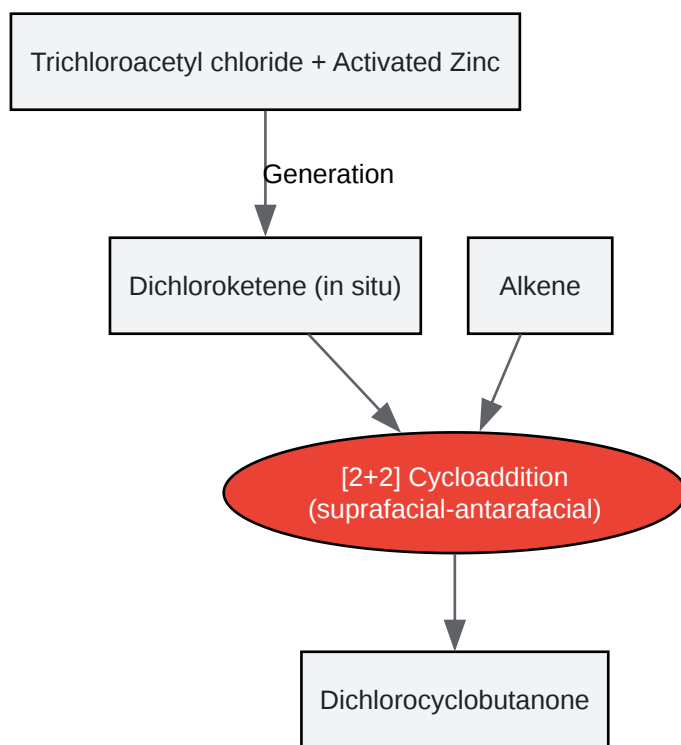 Trichloroacetyl chloride + Activated Zinc
Generation
Dichloroketene (in situ)
Alkene
[2+2] Cycloaddition
(suprafacial-antarafacial)
Dichlorocyclobutanone